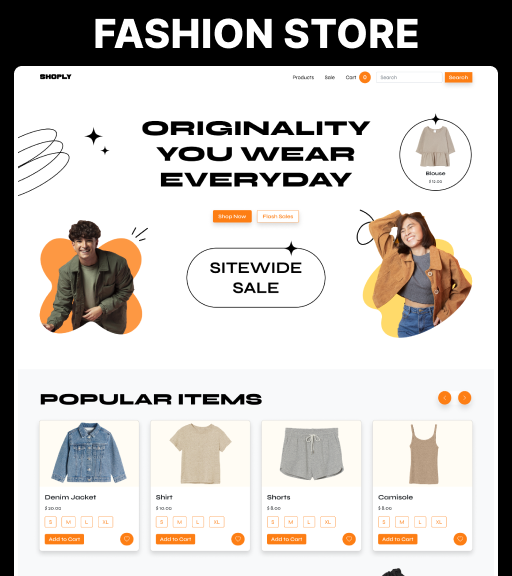 FASHION STORE
SHOPLY
Products Sale Cart 0 Search Search
ORIGINALITY
YOU WEAR
EVERYDAY
Blouse
$12.00
Shop Now Flash Sales
SITEWIDE
SALE
POPULAR ITEMS
Denim Jacket Shirt Shorts Camisole
$20.00 $10.00 $8.00 $8.00
S M L XL S M L XL S M L XL S M L XL
Add to Cart Add to Cart Add to Cart Add to Cart